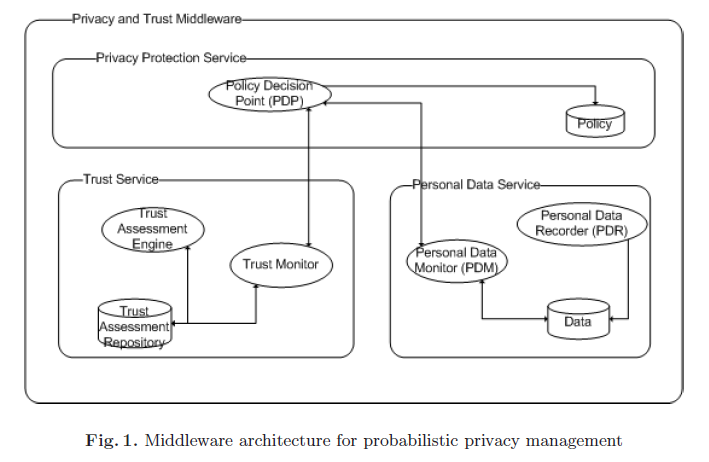 Privacy and Trust Middleware
Privacy Protection Service
Policy Decision
Point (PDP)
Policy
Trust Service
Trust
Assessment
Engine
Trust Monitor
Trust
Assessment
Repository
Personal Data Service
Personal Data
Recorder (PDR)
Personal Data
Monitor (PDM)
Data
Fig. 1. Middleware architecture for probabilistic privacy management